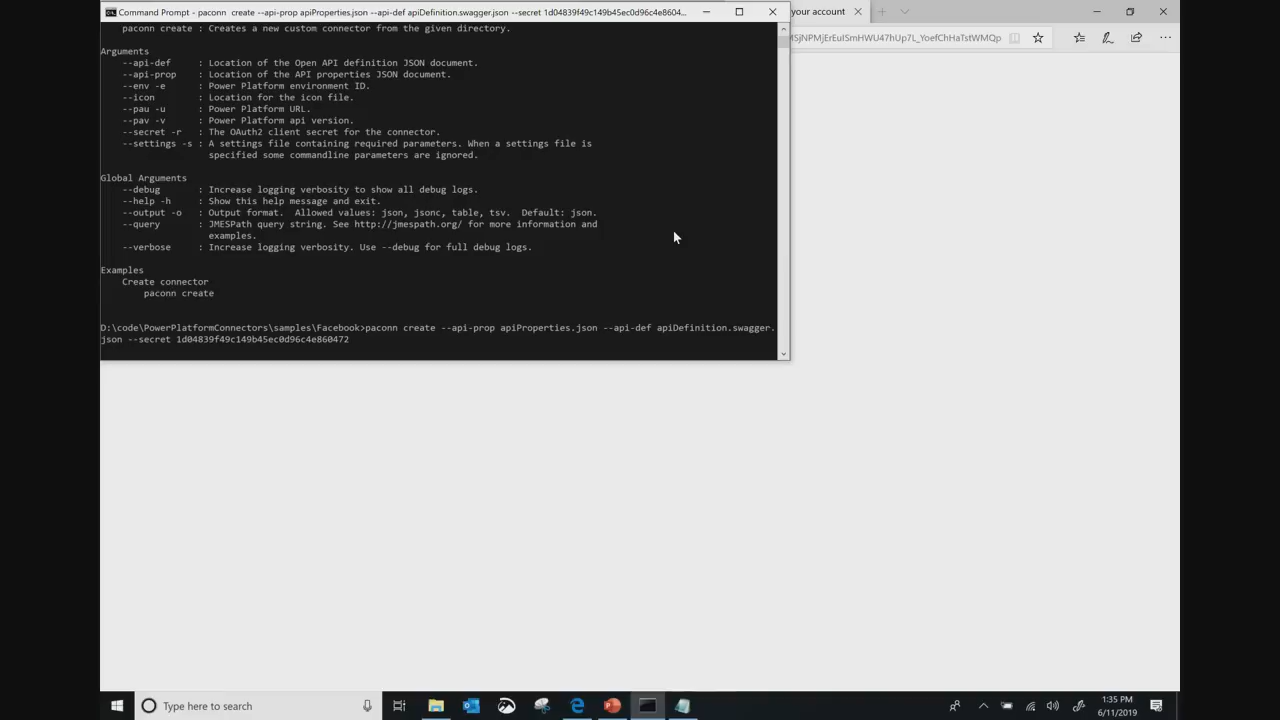 Command Prompt - paconn  create --api-prop apiProperties.json --api-def apiDefinition.swagger.json --secret 1d04839f49c149b45ec0d96c4e8604...
your account
paconn create : Creates a new custom connector from the given directory.
Arguments
--api-def     : Location of the Open API definition JSON document.
--api-prop    : Location of the API properties JSON document.
--env -e      : Power Platform environment ID.
--icon        : Location for the icon file.
--pau -u      : Power Platform URL.
--pav -v      : Power Platform api version.
--secret -r   : The OAuth2 client secret for the connector.
--settings -s : A settings file containing required parameters. When a settings file is
specified some commandline parameters are ignored.
Global Arguments
--debug       : Increase logging verbosity to show all debug logs.
--help -h     : Show this help message and exit.
--output -o   : Output format.  Allowed values: json, jsonc, table, tsv.  Default: json.
--query       : JMESPath query string. See http://jmespath.org/ for more information and
examples.
--verbose     : Increase logging verbosity. Use --debug for full debug logs.
Examples
Create connector
paconn create
D:\code\PowerPlatformConnectors\samples\Facebook>paconn create --api-prop apiProperties.json --api-def apiDefinition.swagger.
json --secret 1d04839f49c149b45ec0d96c4e860472
Type here to search
1:35 PM
6/11/2019